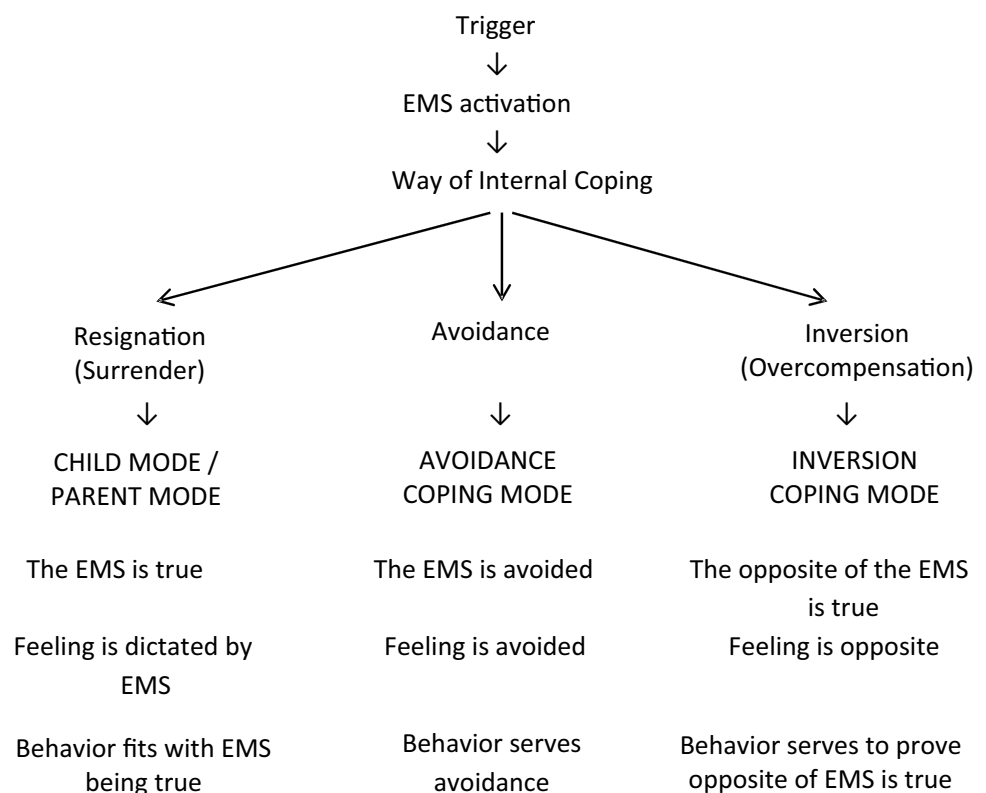 Trigger
↓
EMS activation
↓
Way of Internal Coping
Resignation
(Surrender)
↓
CHILD MODE /
PARENT MODE
The EMS is true
Feeling is dictated by
EMS
Behavior fits with EMS
being true
Avoidance
↓
AVOIDANCE
COPING MODE
The EMS is avoided
Feeling is avoided
Behavior serves
avoidance
Inversion
(Overcompensation)
↓
INVERSION
COPING MODE
The opposite of the EMS
is true
Feeling is opposite
Behavior serves to prove
opposite of EMS is true